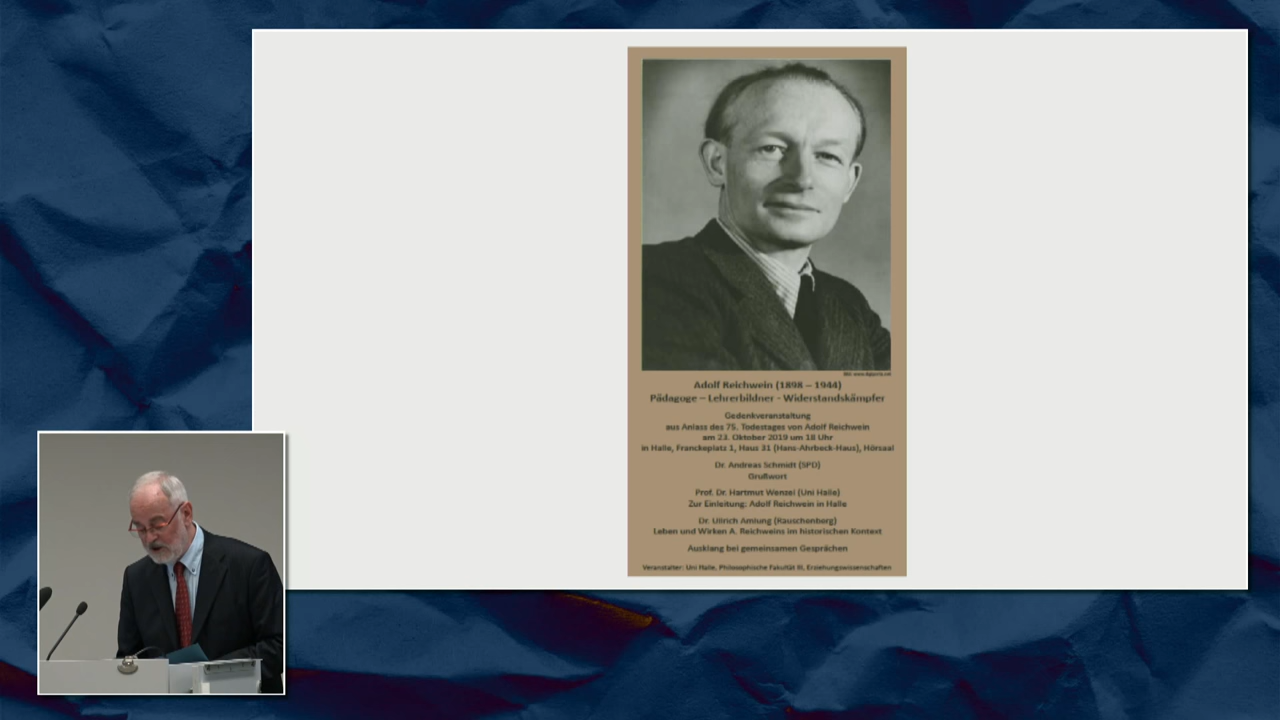 Bild: www.
Adolf Reichwein (1898 – 1944)
Pädagoge – Lehrerbildner - Widerstandskämpfer
Gedenkveranstaltung
aus Anlass des 75. Todestages von Adolf Reichwein
am 23. Oktober 2019 um 18 Uhr
in Halle, Franckeplatz 1, Haus 31 (Hans-Ahrbeck-Haus), Hörsaal
Dr. Andreas Schmidt (SPD)
Grußwort
Prof. Dr. Hartmut Wenzel (Uni Halle)
Zur Einleitung: Adolf Reichwein in Halle
Dr. Ullrich Amlung (Rauschenberg)
Leben und Wirken A. Reichweins im historischen Kontext
Ausklang bei gemeinsamen Gesprächen
Veranstalter: Uni Halle, Philosophische Fakultät III, Erziehungswissenschaften